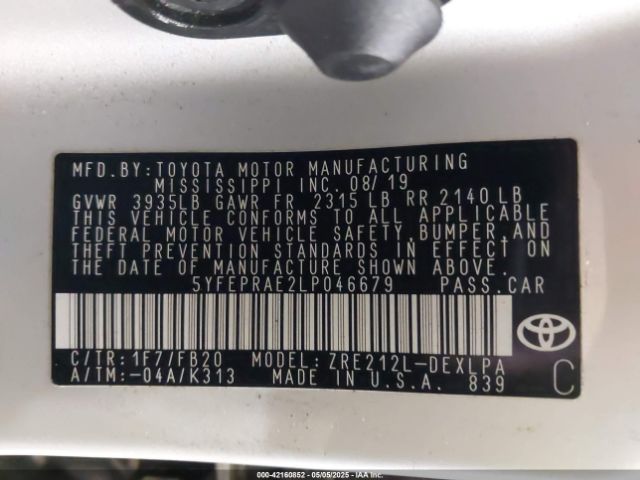 MFD. BY: TOYOTA MOTOR MANUFACTURING
MISSISSIPPI INC. 08/19
GVWR 3935LB GAWR FR 2315 LB RR 2140 LB
THIS VEHICLE CONFORMS TO ALL APPLICABLE
FEDERAL MOTOR VEHICLE SAFETY, BUMPER, AND
THEFT PREVENTION STANDARDS IN EFFECT ON
THE DATE OF MANUFACTURE SHOWN ABOVE.
5YFEPRAE2LP046679 PASS. CAR
C/TR: 1F7/FB20 MODEL: ZRE212L-DEXLPA
A/TM: -04A/K313 MADE IN U.S.A. 839
C
000-42160852 05/05/2025 IAA Inc.